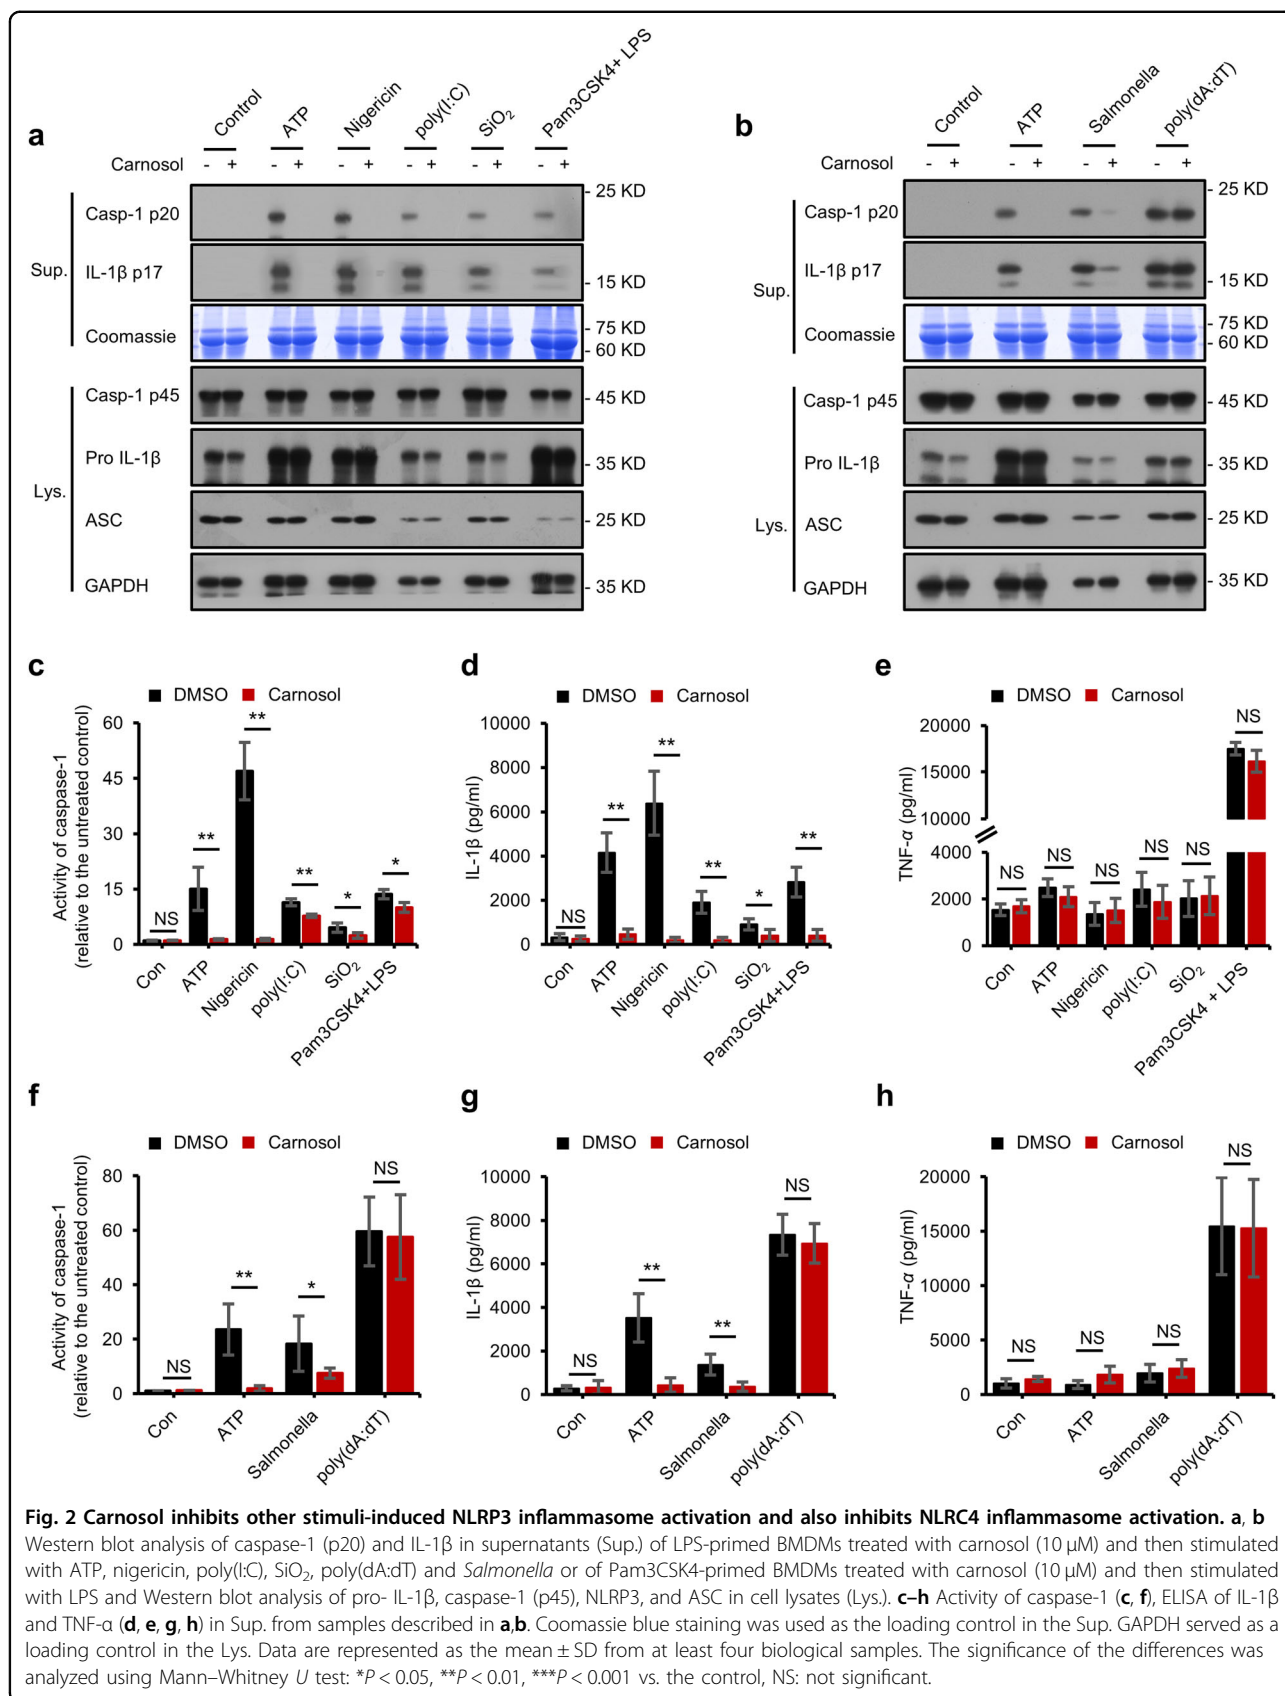 a
Control
ATP
Nigericin
poly(I:C)
SiO₂
Pam3CSK4+ LPS
Carnosol - + - + - + - + - + - +
- 25 KD
Sup.
Casp-1 p20
IL-1β p17
- 15 KD
Coomassie
- 75 KD
- 60 KD
Lys.
Casp-1 p45
- 45 KD
Pro IL-1β
- 35 KD
ASC
- 25 KD
GAPDH
- 35 KD
b
Control
ATP
Salmonella
poly(dA:dT)
Carnosol - + - + - + - +
- 25 KD
Sup.
Casp-1 p20
IL-1β p17
- 15 KD
Coomassie
- 75 KD
- 60 KD
Lys.
Casp-1 p45
- 45 KD
Pro IL-1β
- 35 KD
ASC
- 25 KD
GAPDH
- 35 KD
c
DMSO Carnosol
Activity of caspase-1
(relative to the untreated control)
60
45
30
15
0
NS
**
**
**
*
*
Con
ATP
Nigericin
poly(I:C)
SiO₂
Pam3CSK4+LPS
d
DMSO Carnosol
IL-1β (pg/ml)
10000
8000
6000
4000
2000
0
NS
**
**
**
*
**
Con
ATP
Nigericin
poly(I:C)
SiO₂
Pam3CSK4+LPS
e
DMSO Carnosol
TNF-α (pg/ml)
20000
15000
10000
4000
2000
0
NS
NS
NS
NS
NS
NS
Con
ATP
Nigericin
poly(I:C)
SiO₂
Pam3CSK4 + LPS
f
DMSO Carnosol
Activity of caspase-1
(relative to the untreated control)
80
60
40
20
0
NS
**
*
NS
Con
ATP
Salmonella
poly(dA:dT)
g
DMSO Carnosol
IL-1β (pg/ml)
10000
8000
6000
4000
2000
0
NS
**
**
NS
Con
ATP
Salmonella
poly(dA:dT)
h
DMSO Carnosol
TNF-α (pg/ml)
20000
15000
10000
5000
0
NS
NS
NS
NS
Con
ATP
Salmonella
poly(dA:dT)
Fig. 2 Carnosol inhibits other stimuli-induced NLRP3 inflammasome activation and also inhibits NLRC4 inflammasome activation. a, b
Western blot analysis of caspase-1 (p20) and IL-1β in supernatants (Sup.) of LPS-primed BMDMs treated with carnosol (10 μM) and then stimulated
with ATP, nigericin, poly(I:C), SiO₂, poly(dA:dT) and Salmonella or of Pam3CSK4-primed BMDMs treated with carnosol (10 μM) and then stimulated
with LPS and Western blot analysis of pro- IL-1β, caspase-1 (p45), NLRP3, and ASC in cell lysates (Lys.). c–h Activity of caspase-1 (c, f), ELISA of IL-1β
and TNF-α (d, e, g, h) in Sup. from samples described in a,b. Coomassie blue staining was used as the loading control in the Sup. GAPDH served as a
loading control in the Lys. Data are represented as the mean ± SD from at least four biological samples. The significance of the differences was
analyzed using Mann–Whitney U test: *P < 0.05, **P < 0.01, ***P < 0.001 vs. the control, NS: not significant.